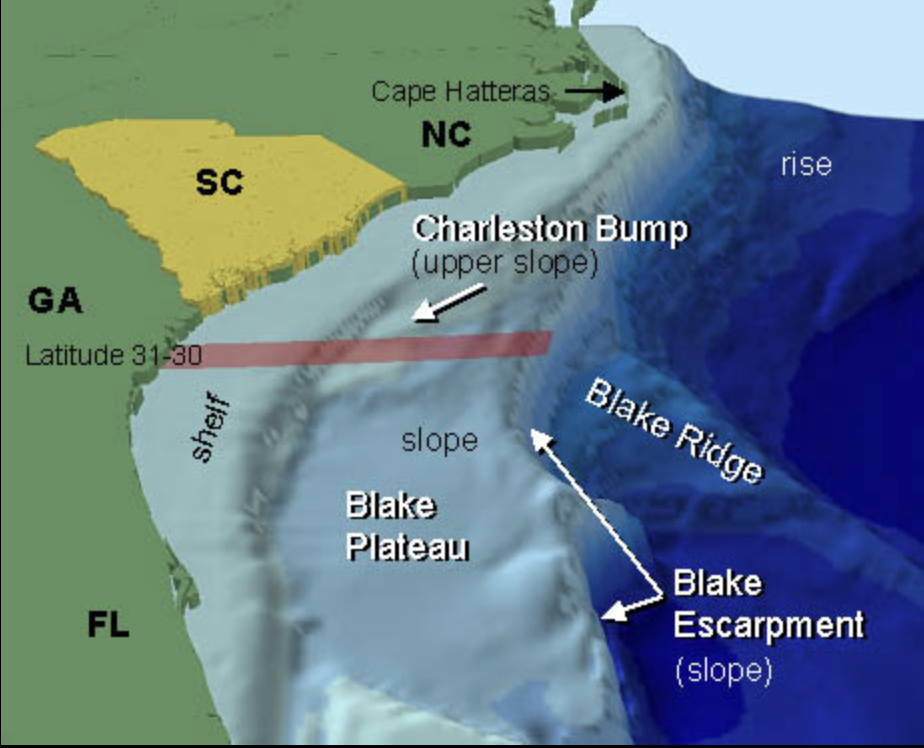 Cape Hatteras
NC
rise
SC
Charleston Bump
(upper slope)
GA
Latitude 31-30
shelf
slope
Blake Ridge
Blake
Plateau
Blake
Escarpment
(slope)
FL